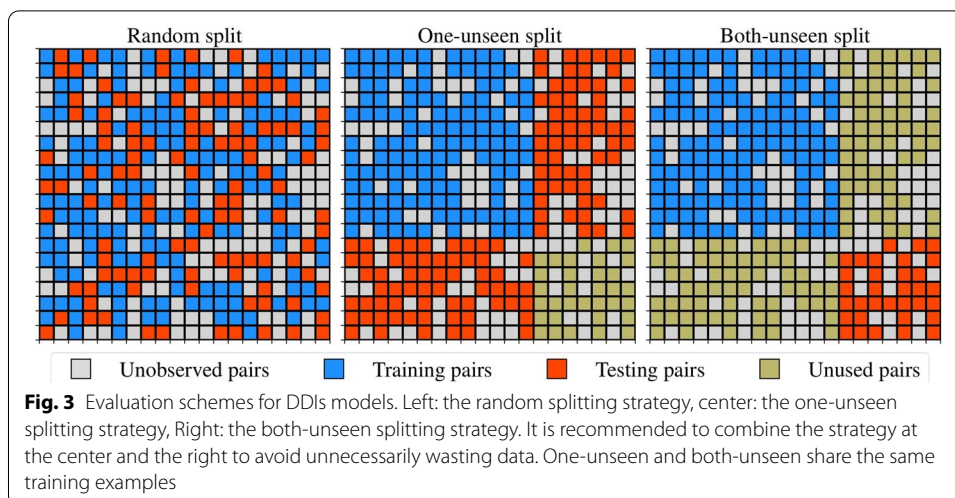 Random split
One-unseen split
Both-unseen split
Unobserved pairs
Training pairs
Testing pairs
Unused pairs
Fig. 3 Evaluation schemes for DDIs models. Left: the random splitting strategy, center: the one-unseen
splitting strategy, Right: the both-unseen splitting strategy. It is recommended to combine the strategy at
the center and the right to avoid unnecessarily wasting data. One-unseen and both-unseen share the same
training examples